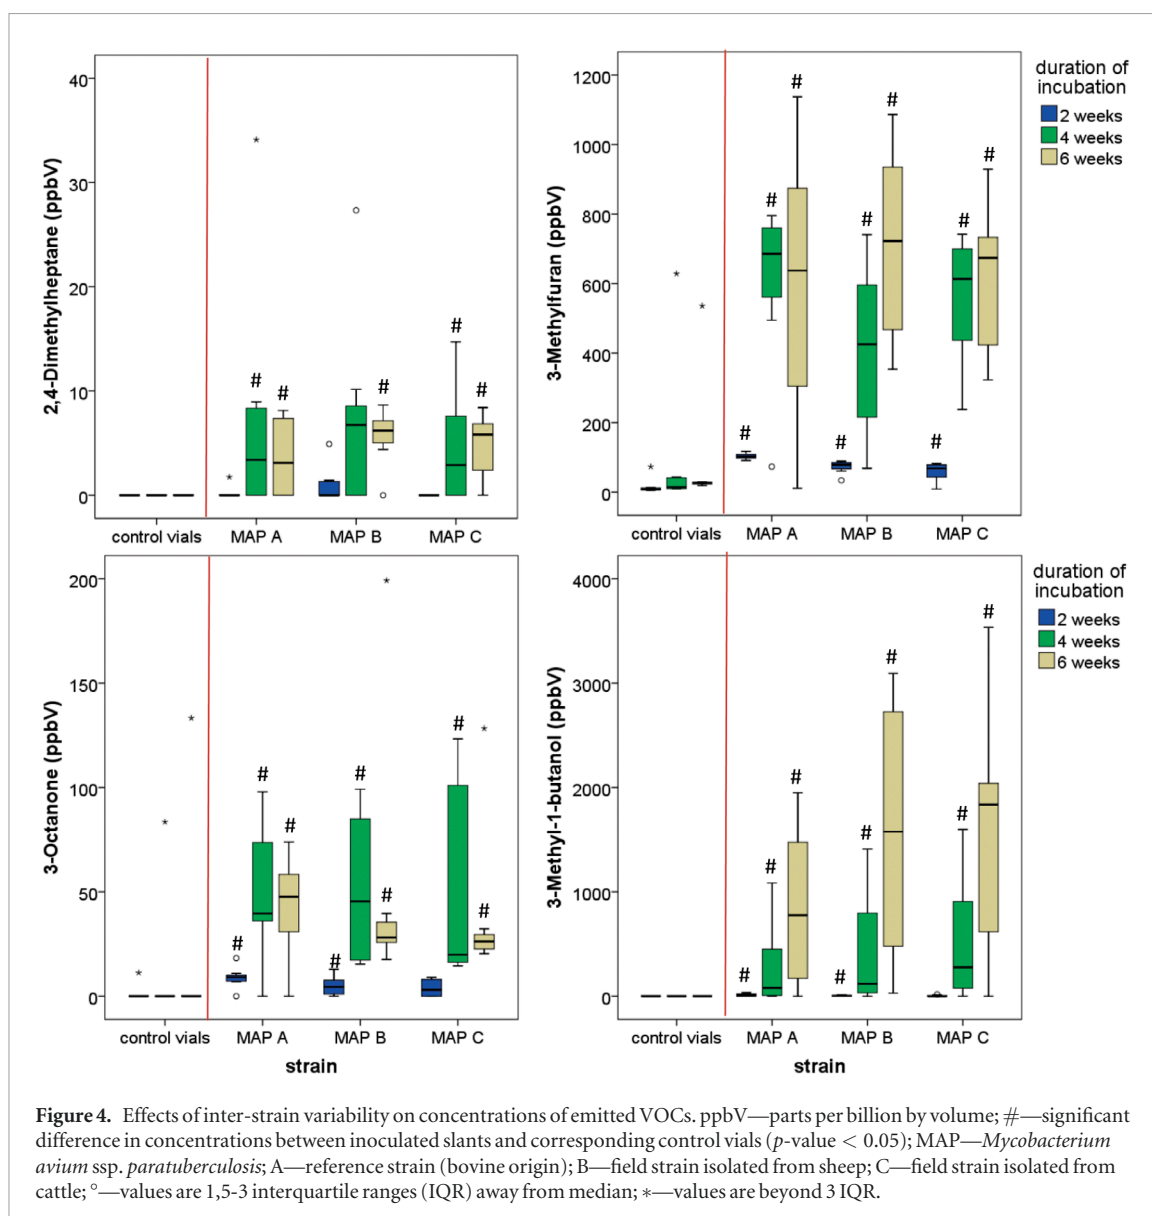 40
30
20
10
0
2,4-Dimethylheptane (ppbV)
*
*
#
#
#
#
#
control vials
MAP A
MAP B
MAP C
1200
1000
800
600
400
200
0
3-Methylfuran (ppbV)
*
*
*
#
#
#
#
#
#
#
#
#
control vials
MAP A
MAP B
MAP C
duration of
incubation
2 weeks
4 weeks
6 weeks
200
150
100
50
0
3-Octanone (ppbV)
*
*
*
*
*
#
#
#
#
#
#
#
#
control vials
MAP A
MAP B
MAP C
strain
4000
3000
2000
1000
0
3-Methyl-1-butanol (ppbV)
#
#
#
#
#
#
#
#
control vials
MAP A
MAP B
MAP C
strain
duration of
incubation
2 weeks
4 weeks
6 weeks
Figure 4. Effects of inter-strain variability on concentrations of emitted VOCs. ppbV—parts per billion by volume; #—significant
difference in concentrations between inoculated slants and corresponding control vials (p-value < 0.05); MAP—Mycobacterium
avium ssp. paratuberculosis; A—reference strain (bovine origin); B—field strain isolated from sheep; C—field strain isolated from
cattle; °—values are 1,5-3 interquartile ranges (IQR) away from median; *—values are beyond 3 IQR.